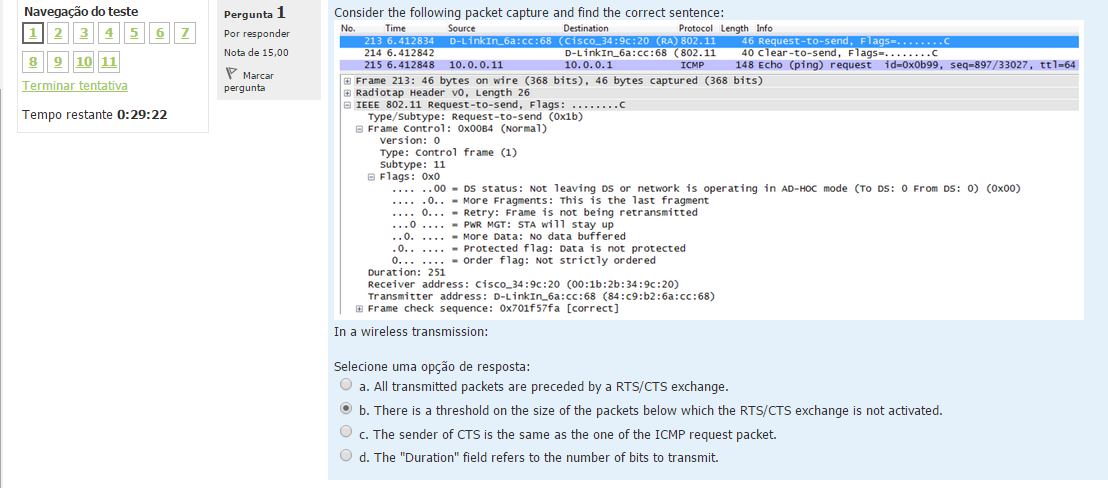 Navegação do teste
1 2 3 4 5 6 7
8 9 10 11
Terminar tentativa
Tempo restante 0:29:22
Pergunta 1
Por responder
Nota de 15,00
Marcar
pergunta
Consider the following packet capture and find the correct sentence:
No. Time Source Destination Protocol Length Info
213 6.412834 D-LinkIn_6a:cc:68 (Cisco_34:9c:20 (RA) 802.11 46 Request-to-send, Flags=........C
214 6.412842 D-LinkIn_6a:cc:68 (802.11 40 Clear-to-send, Flags=........C
215 6.412848 10.0.0.11 10.0.0.1 ICMP 148 Echo (ping) request id=0x0b99, seq=897/33027, ttl=64
Frame 213: 46 bytes on wire (368 bits), 46 bytes captured (368 bits)
Radiotap Header v0, Length 26
IEEE 802.11 Request-to-send, Flags: ........C
Type/Subtype: Request-to-send (0x1b)
Frame Control: 0x00B4 (Normal)
Version: 0
Type: Control frame (1)
Subtype: 11
Flags: 0x0
.... ..00 = DS status: Not leaving DS or network is operating in AD-HOC mode (To DS: 0 From DS: 0) (0x00)
.... .0.. = More Fragments: This is the last fragment
.... 0... = Retry: Frame is not being retransmitted
...0 .... = PWR MGT: STA will stay up
..0. .... = More Data: No data buffered
.0.. .... = Protected flag: Data is not protected
0... .... = Order flag: Not strictly ordered
Duration: 251
Receiver address: Cisco_34:9c:20 (00:1b:2b:34:9c:20)
Transmitter address: D-LinkIn_6a:cc:68 (84:c9:b2:6a:cc:68)
Frame check sequence: 0x701f57fa [correct]
In a wireless transmission:
Selecione uma opção de resposta:
a. All transmitted packets are preceded by a RTS/CTS exchange.
b. There is a threshold on the size of the packets below which the RTS/CTS exchange is not activated.
c. The sender of CTS is the same as the one of the ICMP request packet.
d. The "Duration" field refers to the number of bits to transmit.